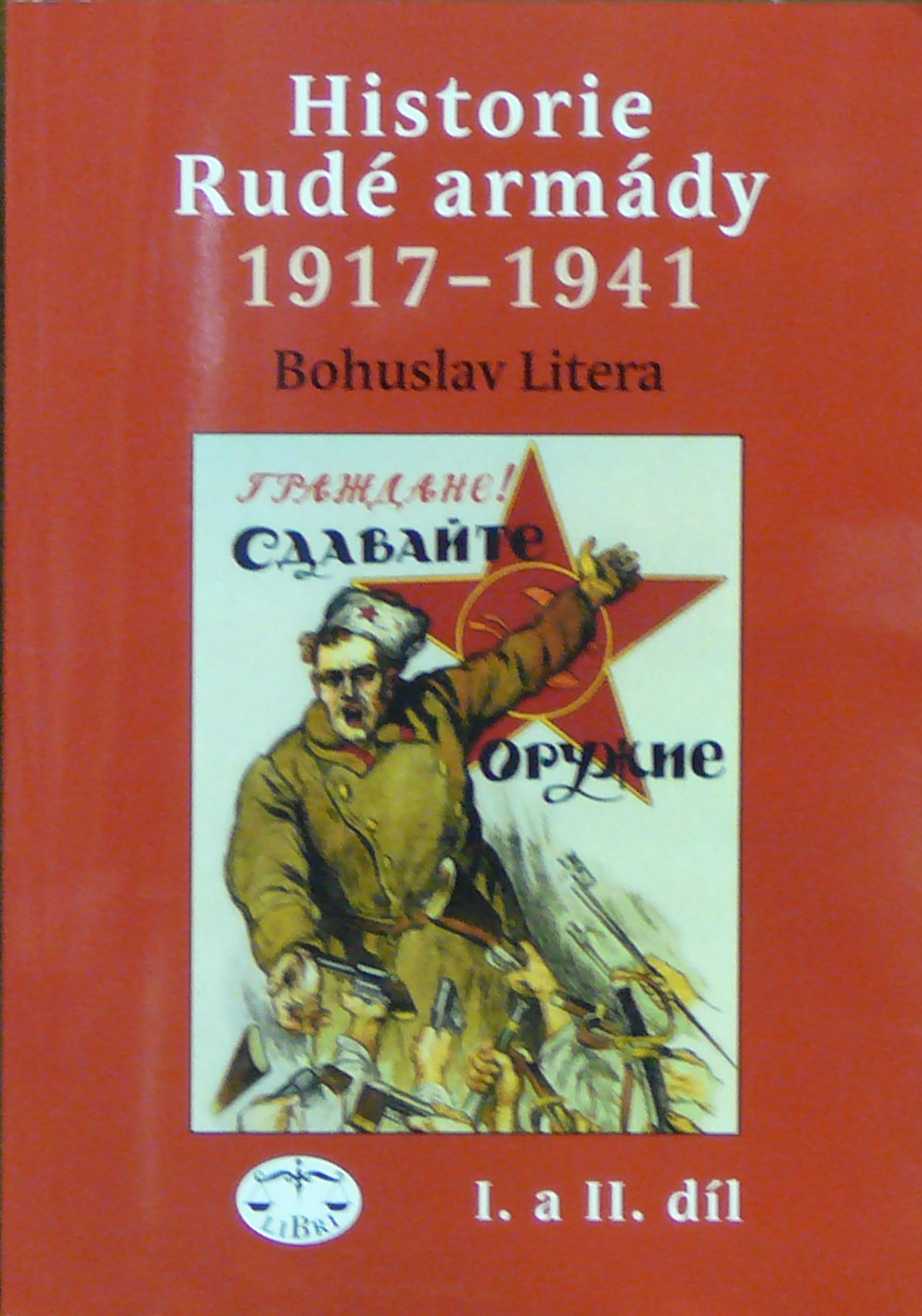 Historie
Rudé armády
1917–1941
Bohuslav Litera
ГРАЖДАНЕ!
СДАВАЙТЕ
ОРУЖИЕ
LIBRI
I. a II. díl